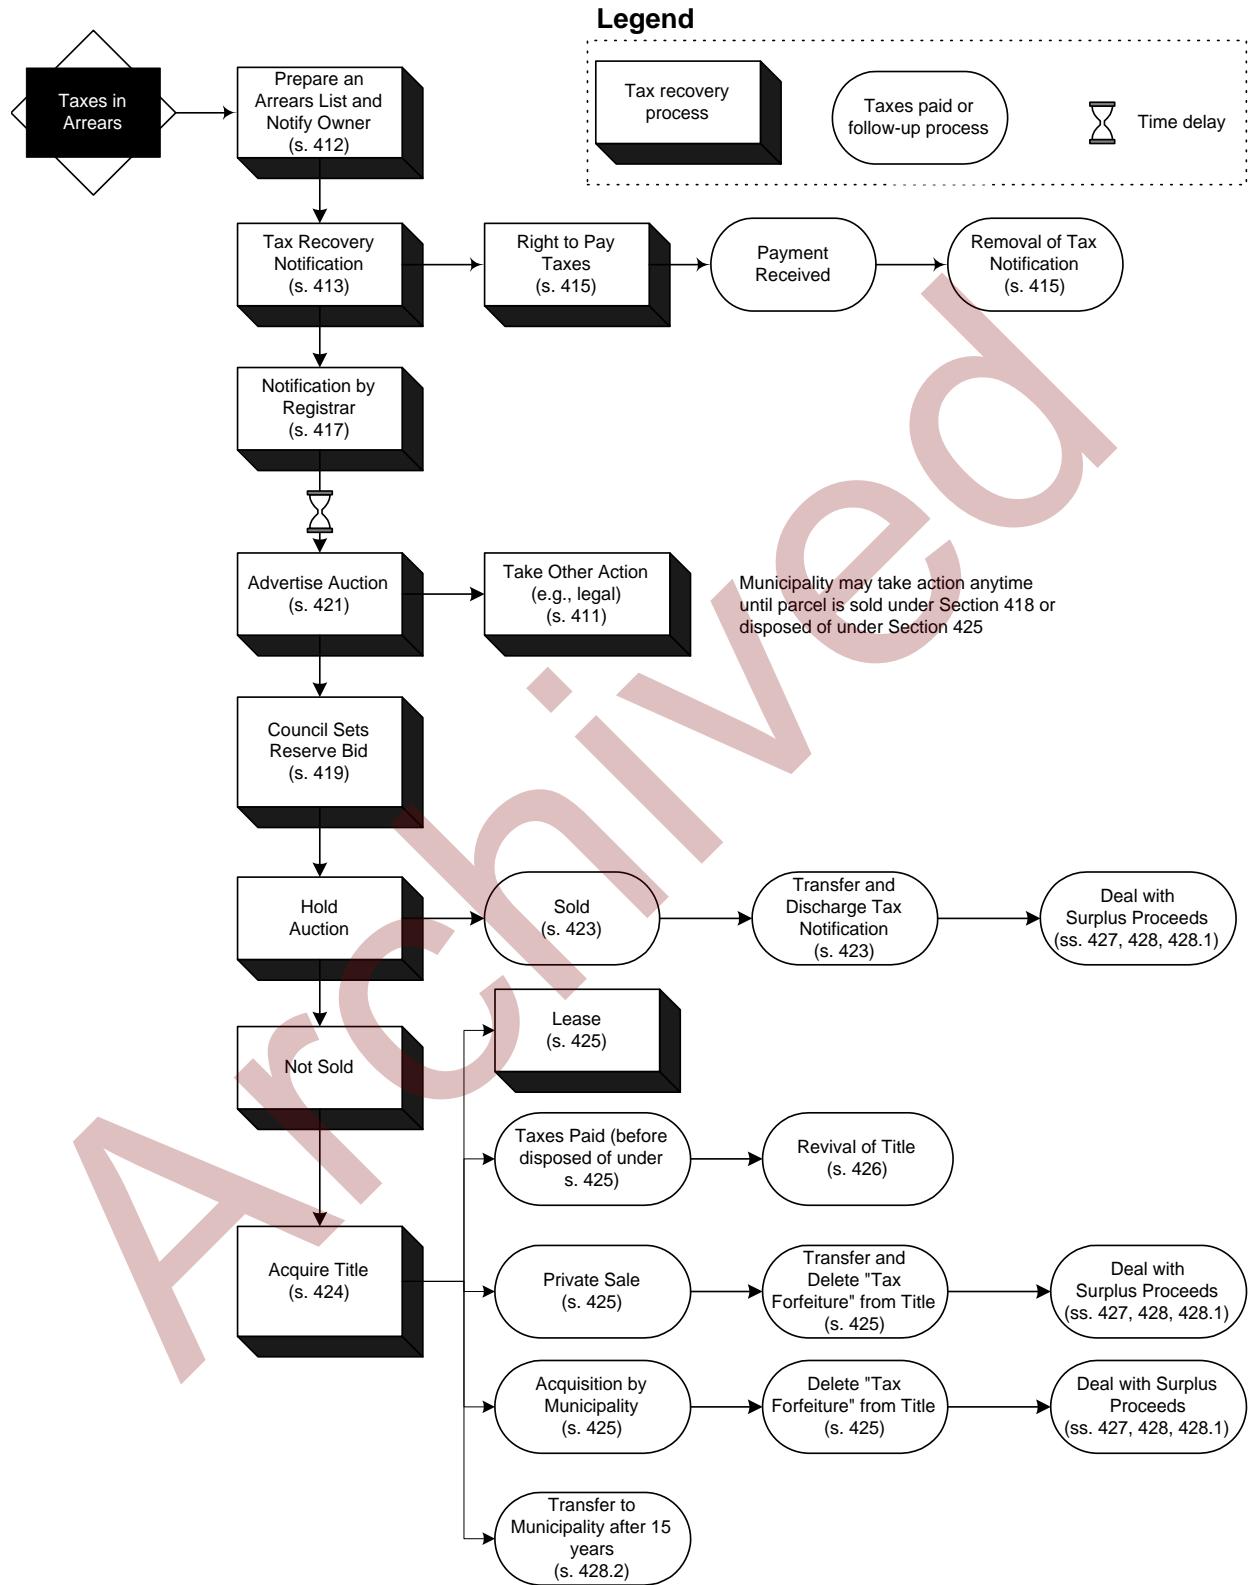 Legend
Taxes in
Arrears
Prepare an
Arrears List and
Notify Owner
(s. 412)
Tax recovery
process
Taxes paid or
follow-up process
Time delay
Tax Recovery
Notification
(s. 413)
Right to Pay
Taxes
(s. 415)
Payment
Received
Removal of Tax
Notification
(s. 415)
Notification by
Registrar
(s. 417)
Advertise Auction
(s. 421)
Take Other Action
(e.g., legal)
(s. 411)
Municipality may take action anytime
until parcel is sold under Section 418 or
disposed of under Section 425
Council Sets
Reserve Bid
(s. 419)
Hold
Auction
Sold
(s. 423)
Transfer and
Discharge Tax
Notification
(s. 423)
Deal with
Surplus Proceeds
(ss. 427, 428, 428.1)
Not Sold
Lease
(s. 425)
Taxes Paid (before
disposed of under
s. 425)
Revival of Title
(s. 426)
Acquire Title
(s. 424)
Private Sale
(s. 425)
Transfer and
Delete "Tax
Forfeiture" from Title
(s. 425)
Deal with
Surplus Proceeds
(ss. 427, 428, 428.1)
Acquisition by
Municipality
(s. 425)
Delete "Tax
Forfeiture" from Title
(s. 425)
Deal with Surplus
Proceeds
(ss. 427, 428, 428.1)
Transfer to
Municipality after 15
years
(s. 428.2)
Archived